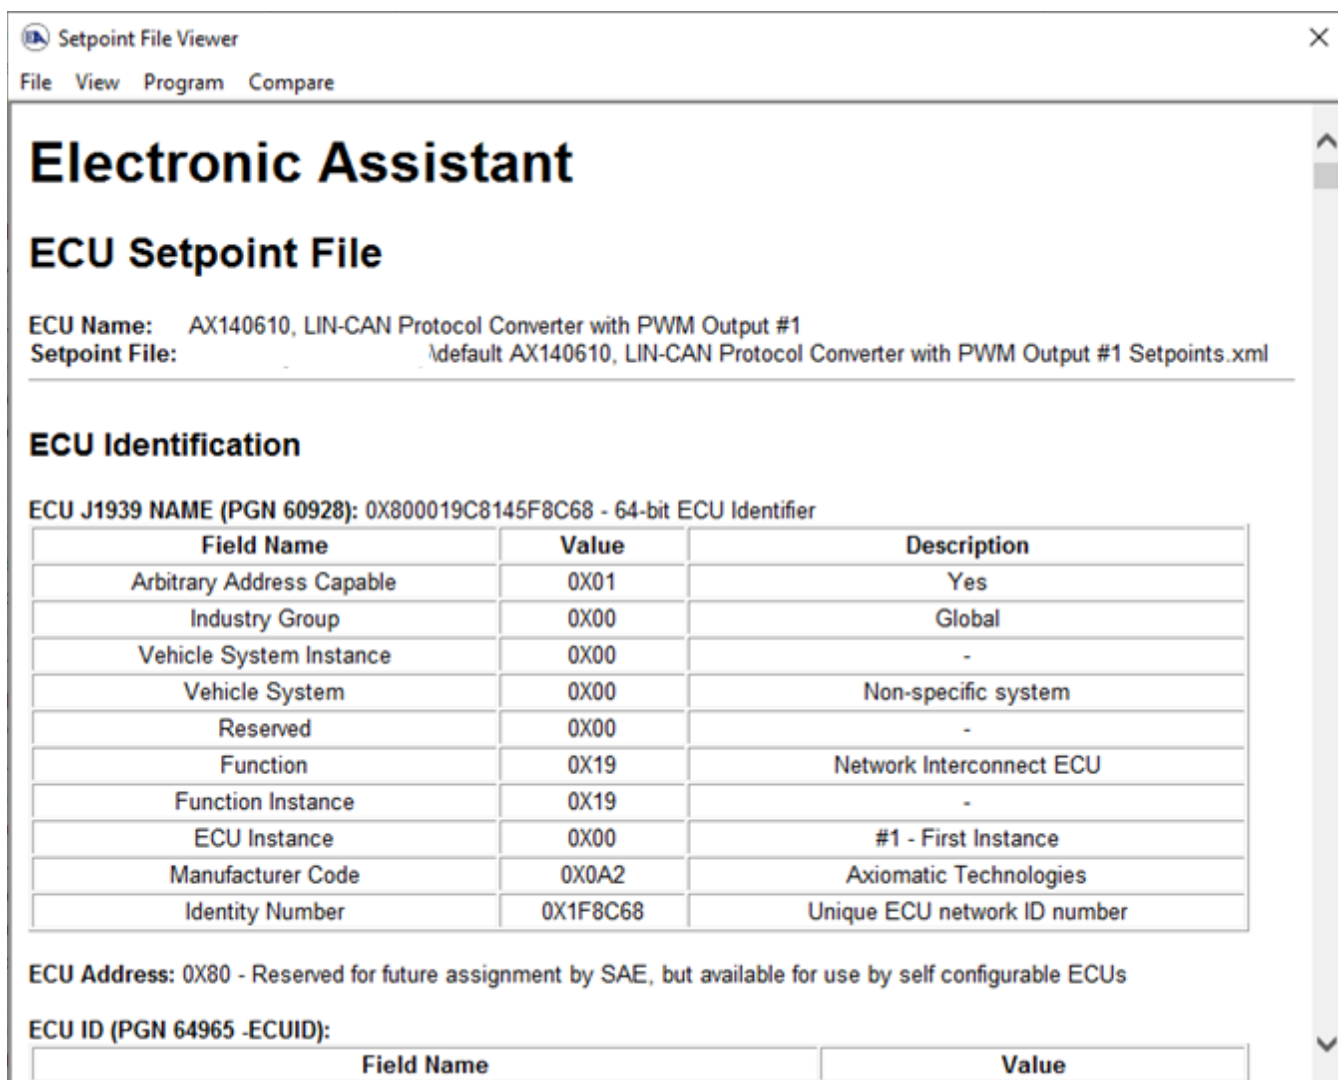 Setpoint File Viewer
File View Program Compare
Electronic Assistant
ECU Setpoint File
ECU Name: AX140610, LIN-CAN Protocol Converter with PWM Output #1
Setpoint File: \default AX140610, LIN-CAN Protocol Converter with PWM Output #1 Setpoints.xml
ECU Identification
ECU J1939 NAME (PGN 60928): 0X800019C8145F8C68 - 64-bit ECU Identifier
Field Name Value Description
Arbitrary Address Capable 0X01 Yes
Industry Group 0X00 Global
Vehicle System Instance 0X00 -
Vehicle System 0X00 Non-specific system
Reserved 0X00 -
Function 0X19 Network Interconnect ECU
Function Instance 0X19 -
ECU Instance 0X00 #1 - First Instance
Manufacturer Code 0X0A2 Axiomatic Technologies
Identity Number 0X1F8C68 Unique ECU network ID number
ECU Address: 0X80 - Reserved for future assignment by SAE, but available for use by self configurable ECUs
ECU ID (PGN 64965 -ECUID):
Field Name Value